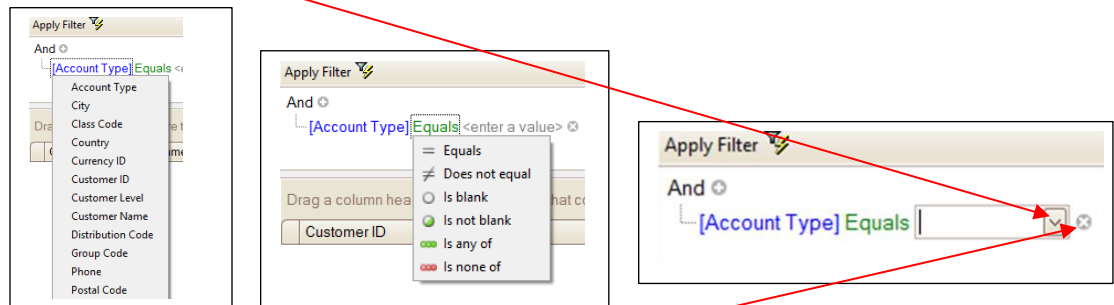 Apply Filter
And
[Account Type] Equals
Account Type
City
Class Code
Country
Currency ID
Customer ID
Customer Level
Customer Name
Distribution Code
Group Code
Phone
Postal Code
Apply Filter
And
[Account Type] Equals <enter a value>
= Equals
≠ Does not equal
Is blank
Is not blank
Is any of
Is none of
Drag a column hea
Customer ID
Apply Filter
And
[Account Type] Equals